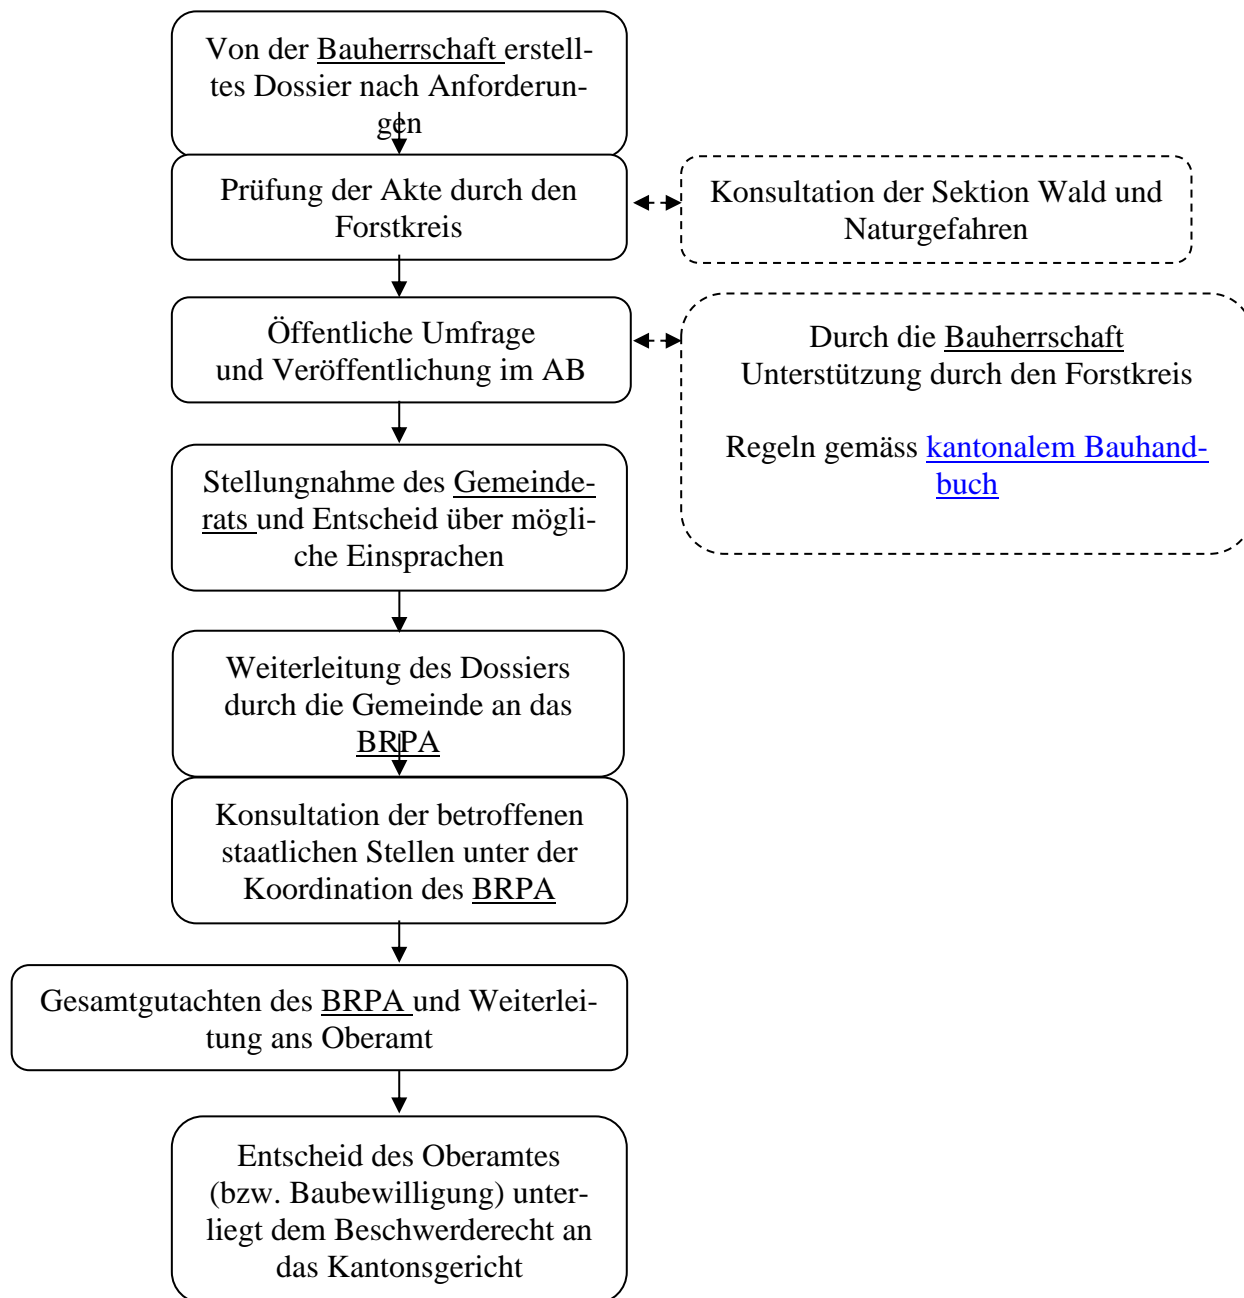 Von der Bauherrschaft erstell-
tes Dossier nach Anforderun-
gen
Prüfung der Akte durch den
Forstkreis
Konsultation der Sektion Wald und
Naturgefahren
Öffentliche Umfrage
und Veröffentlichung im AB
Durch die Bauherrschaft
Unterstützung durch den Forstkreis
Regeln gemäss kantonalem Bauhand-
buch
Stellungnahme des Gemeinde-
rats und Entscheid über mögli-
che Einsprachen
Weiterleitung des Dossiers
durch die Gemeinde an das
BRPA
Konsultation der betroffenen
staatlichen Stellen unter der
Koordination des BRPA
Gesamtgutachten des BRPA und Weiterlei-
tung ans Oberamt
Entscheid des Oberamtes
(bzw. Baubewilligung) unter-
liegt dem Beschwerderecht an
das Kantonsgericht